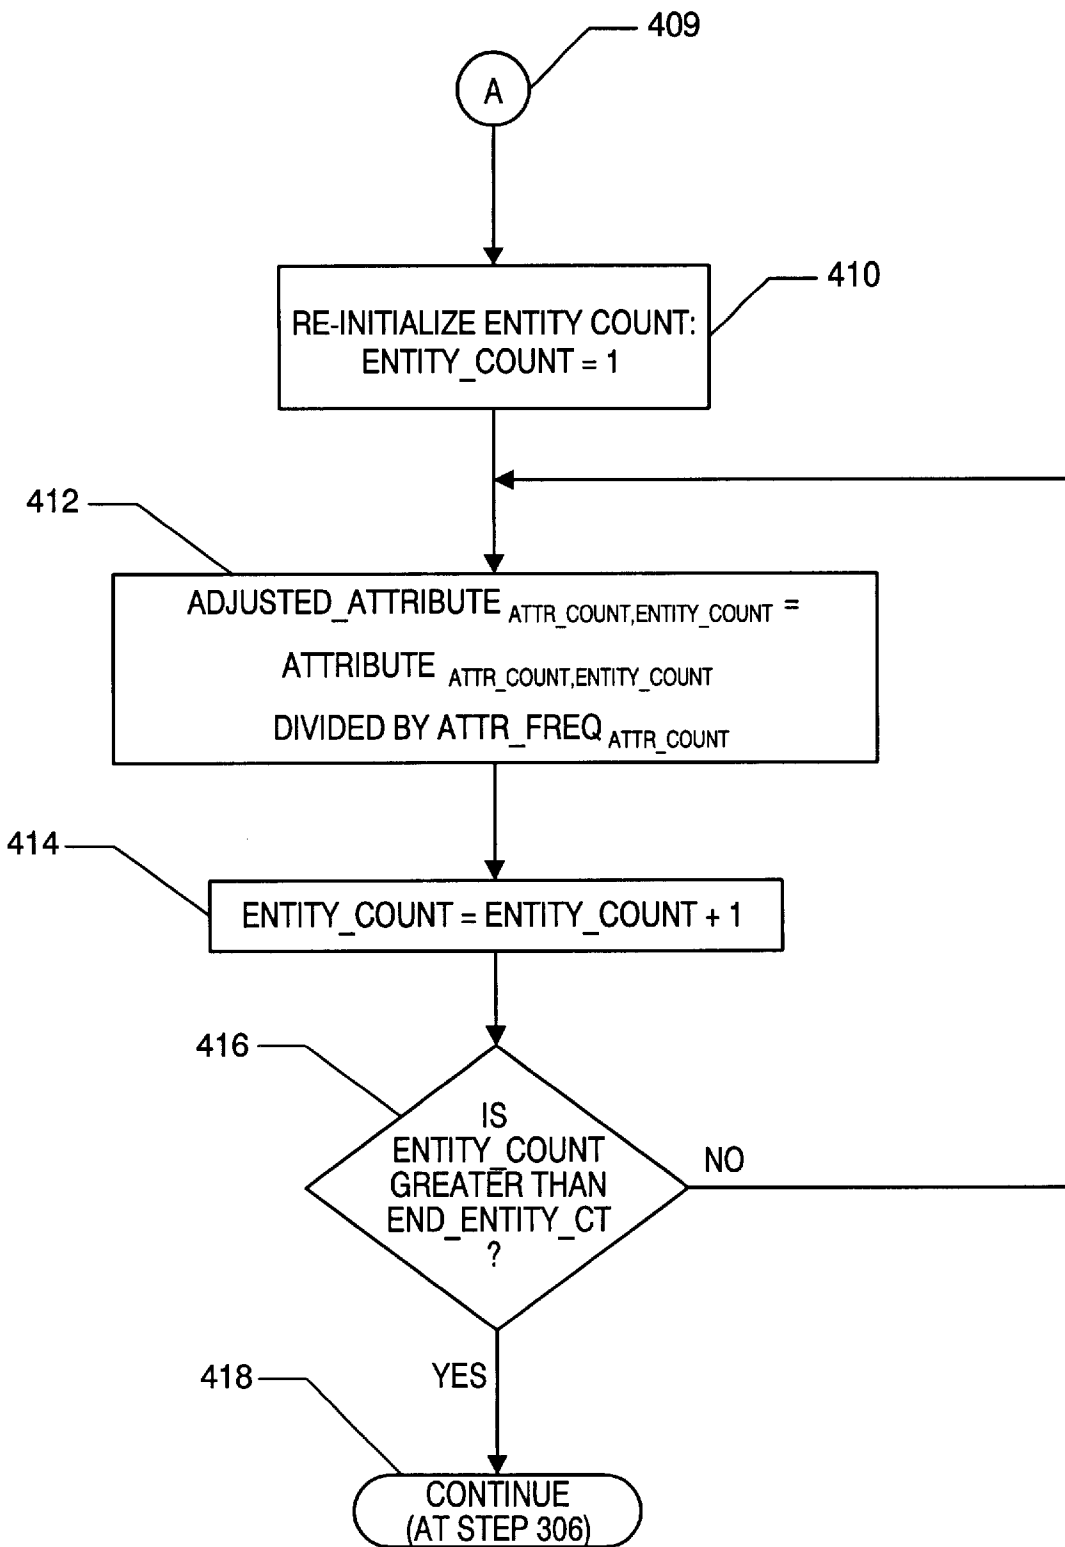 409
A
410
RE-INITIALIZE ENTITY COUNT:
ENTITY_COUNT = 1
412
ADJUSTED_ATTRIBUTE ATTR_COUNT,ENTITY_COUNT =
ATTRIBUTE ATTR_COUNT,ENTITY_COUNT
DIVIDED BY ATTR_FREQ ATTR_COUNT
414
ENTITY_COUNT = ENTITY_COUNT + 1
416
IS
ENTITY_COUNT
GREATER THAN
END_ENTITY_CT
?
NO
YES
418
CONTINUE
(AT STEP 306)